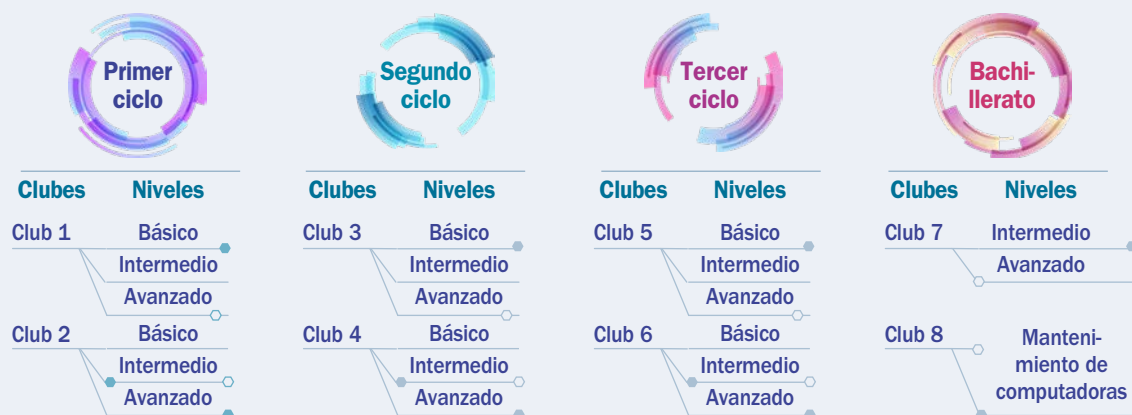 Primer
ciclo
Clubes Niveles
Club 1 Básico
Intermedio
Avanzado
Club 2 Básico
Intermedio
Avanzado
Segundo
ciclo
Clubes Niveles
Club 3 Básico
Intermedio
Avanzado
Club 4 Básico
Intermedio
Avanzado
Tercer
ciclo
Clubes Niveles
Club 5 Básico
Intermedio
Avanzado
Club 6 Básico
Intermedio
Avanzado
Bachi-
llerato
Clubes Niveles
Club 7 Intermedio
Avanzado
Club 8 Manteni-
miento de
computadoras